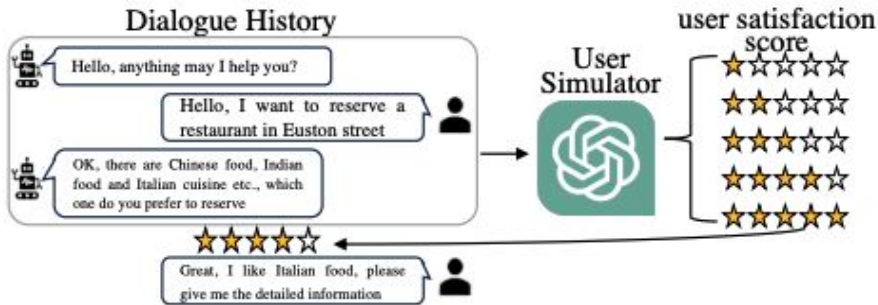 Dialogue History
Hello, anything may I help you?
Hello, I want to reserve a
restaurant in Euston street
OK, there are Chinese food, Indian
food and Italian cuisine etc., which
one do you prefer to reserve
Great, I like Italian food, please
give me the detailed information
User
Simulator
user satisfaction
score